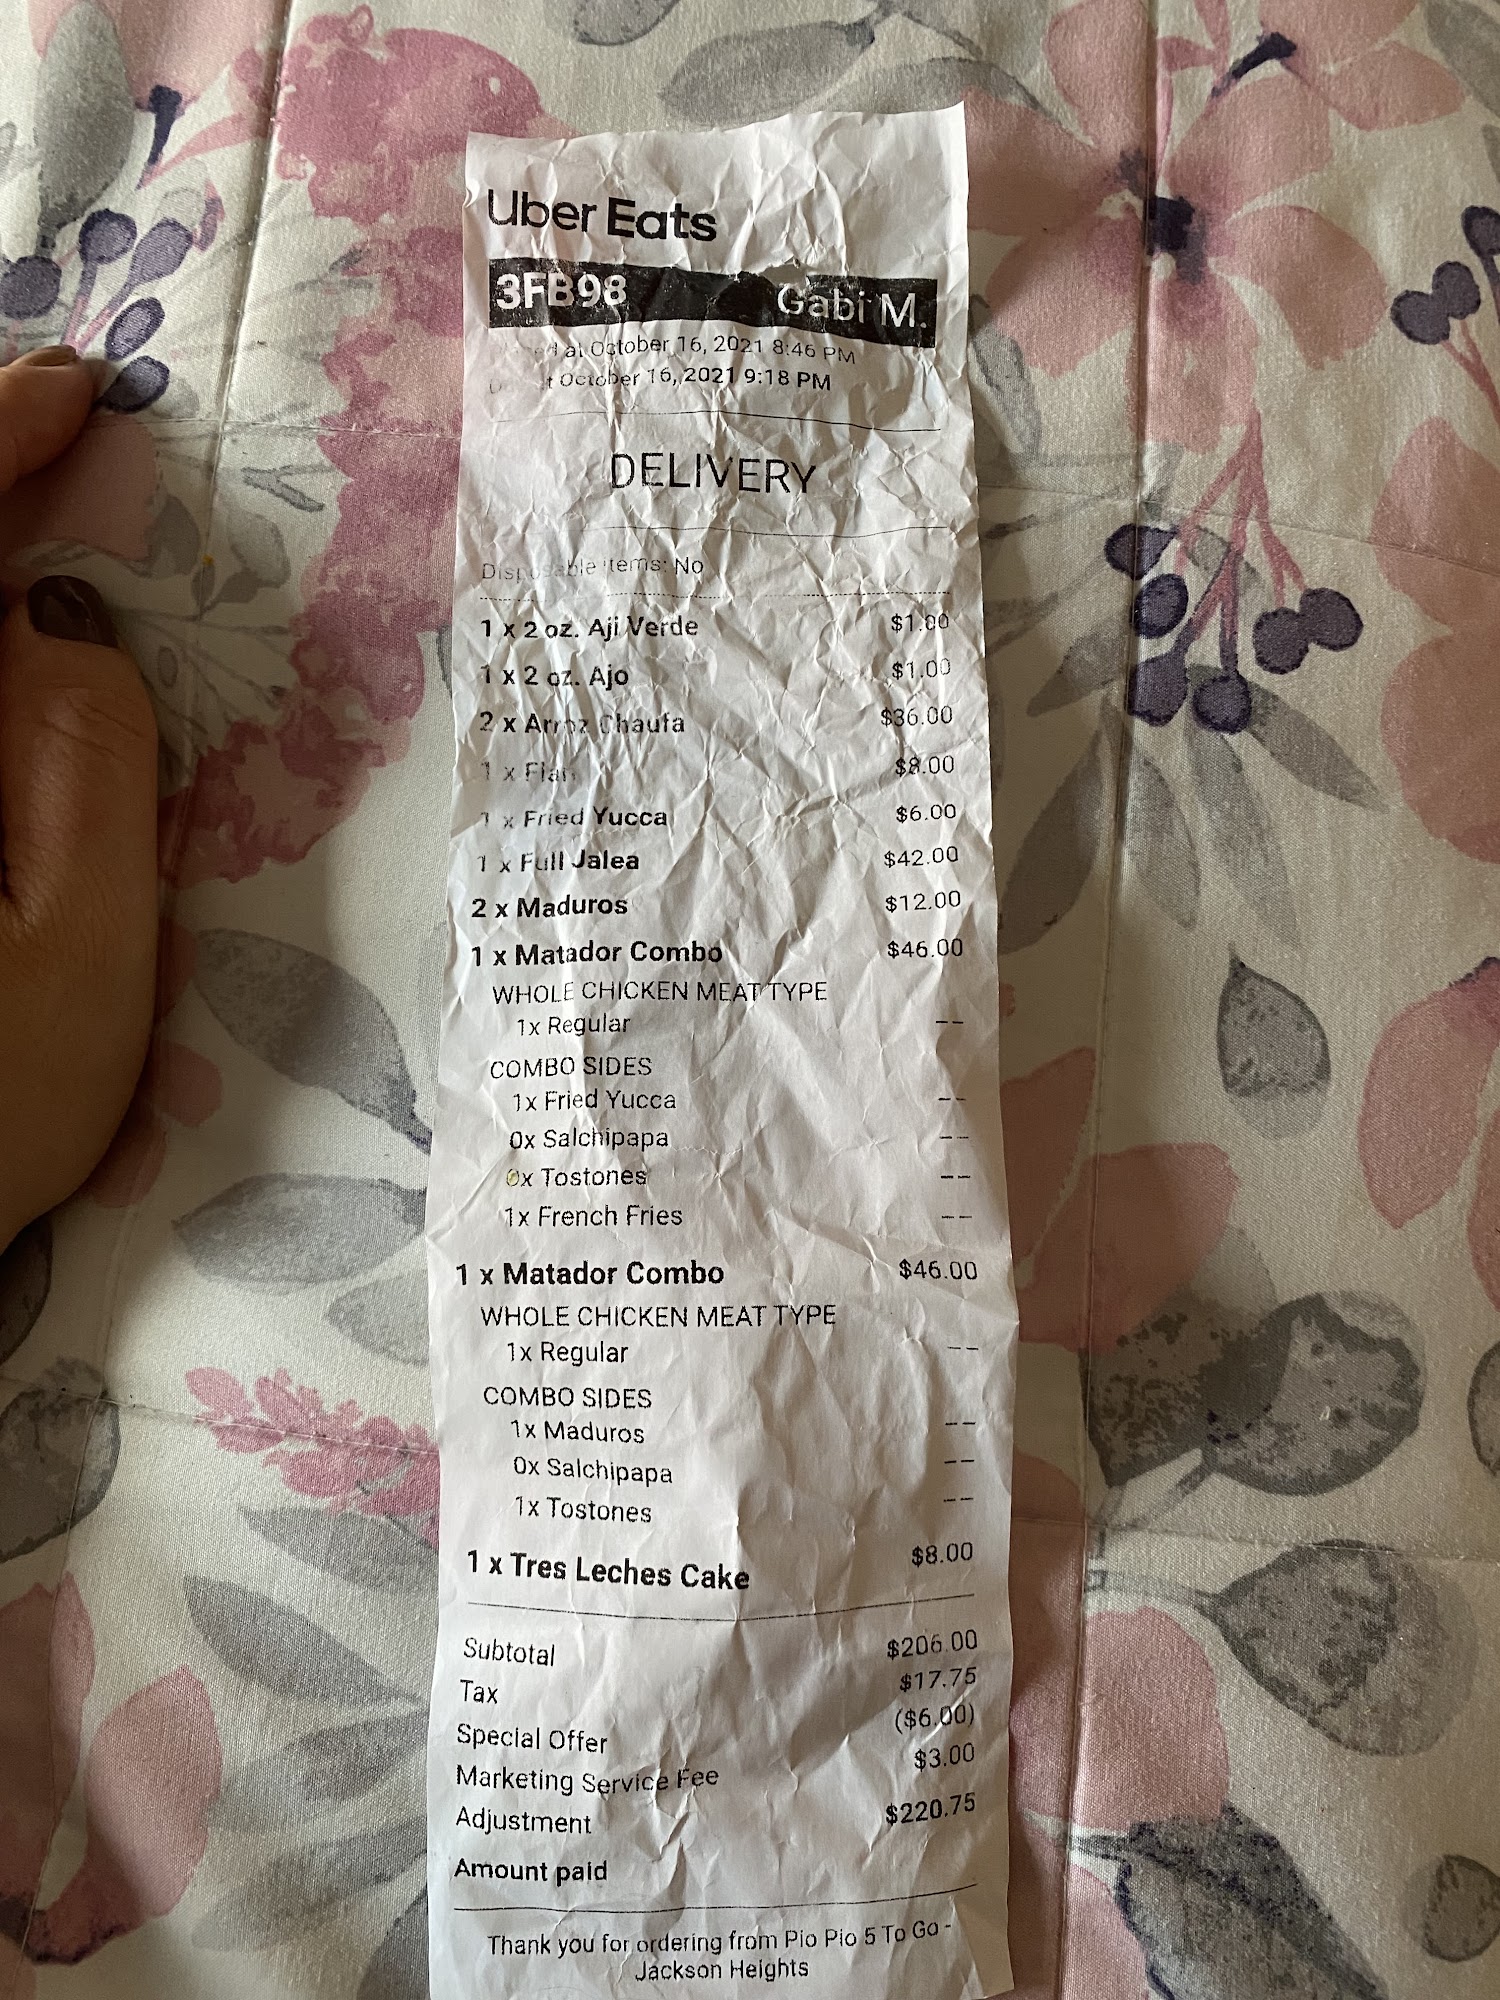 Uber Eats
3FB98 Gabi M.
at October 16, 2021 8:46 PM
October 16, 2021 9:18 PM
DELIVERY
Disposable items: No
1 x 2 oz. Aji Verde $1.00
1 x 2 oz. Ajo $1.00
2 x Arroz Chaufa $36.00
1 x Flan $8.00
1 x Fried Yucca $6.00
1 x Full Jalea $42.00
2 x Maduros $12.00
1 x Matador Combo $46.00
WHOLE CHICKEN MEAT TYPE
1x Regular --
COMBO SIDES
1x Fried Yucca --
0x Salchipapa --
0x Tostones --
1x French Fries --
1 x Matador Combo $46.00
WHOLE CHICKEN MEAT TYPE
1x Regular --
COMBO SIDES
1x Maduros --
0x Salchipapa --
1x Tostones --
1 x Tres Leches Cake $8.00
Subtotal $206.00
Tax $17.75
Special Offer ($6.00)
Marketing Service Fee $3.00
Adjustment $220.75
Amount paid
Thank you for ordering from Pio Pio 5 To Go -
Jackson Heights